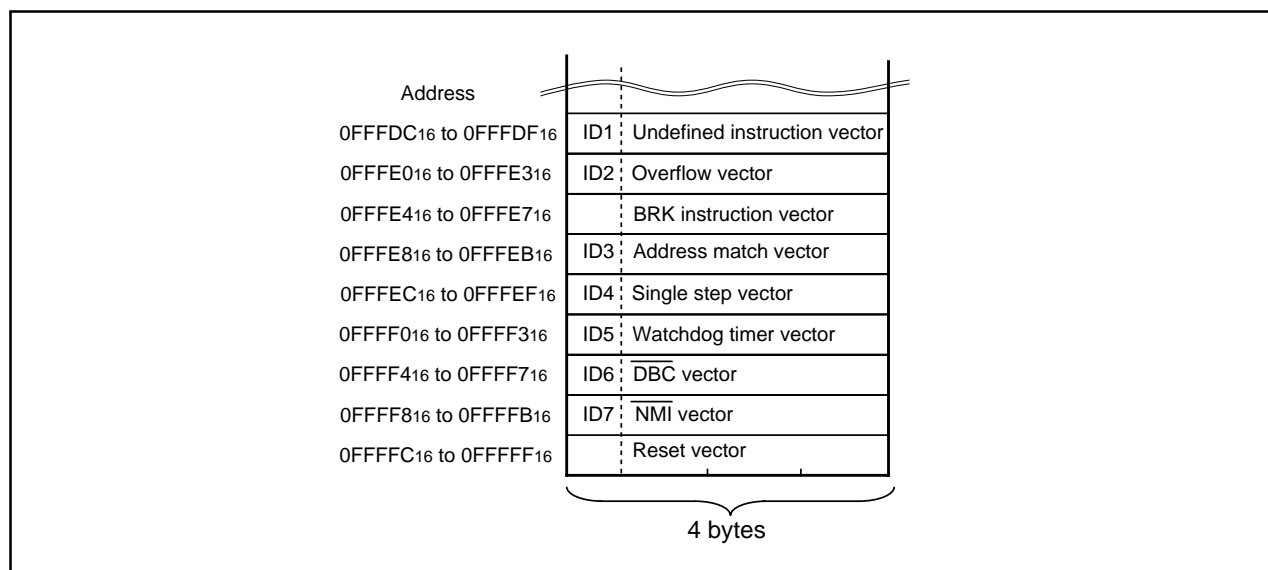 Address
0FFFDC16 to 0FFFDF16 ID1 Undefined instruction vector
0FFFE016 to 0FFFE316 ID2 Overflow vector
0FFFE416 to 0FFFE716 BRK instruction vector
0FFFE816 to 0FFFEB16 ID3 Address match vector
0FFFEC16 to 0FFFEF16 ID4 Single step vector
0FFFF016 to 0FFFF316 ID5 Watchdog timer vector
0FFFF416 to 0FFFF716 ID6 D̅B̅C̅ vector
0FFFF816 to 0FFFFB16 ID7 N̅M̅I̅ vector
0FFFFC16 to 0FFFFF16 Reset vector
4 bytes